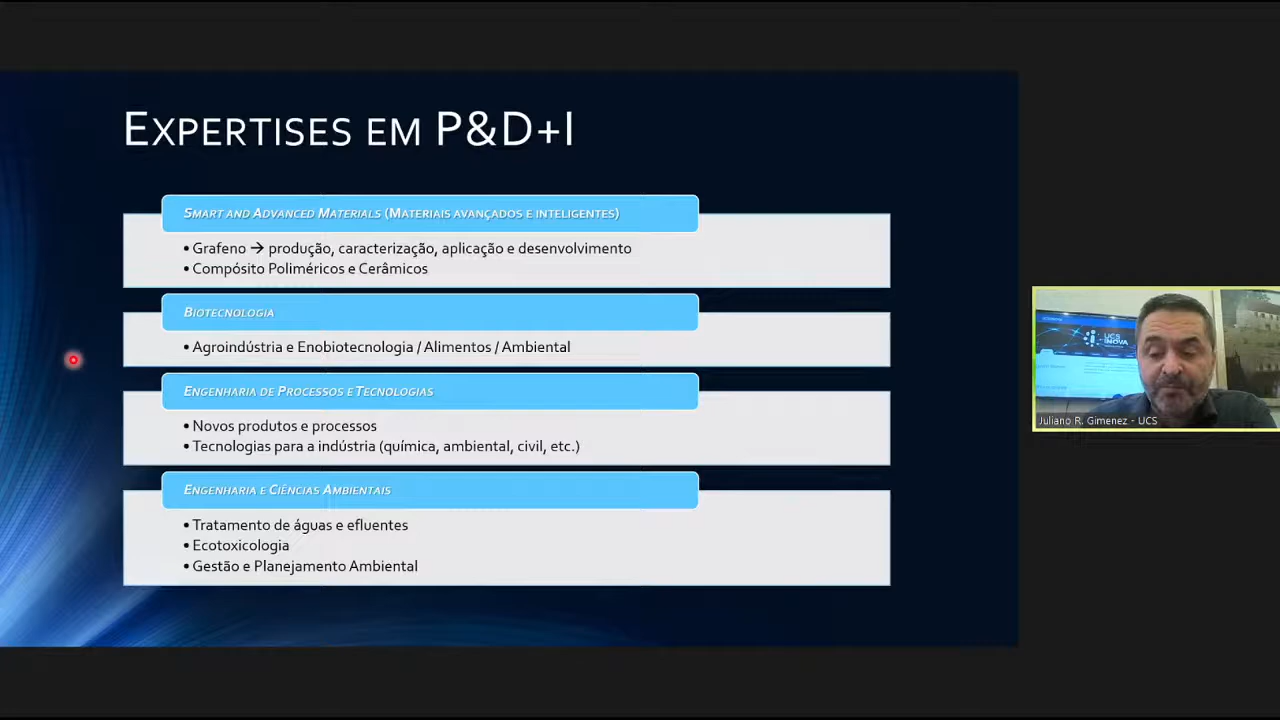 EXPERTISES EM P&D+I
SMART AND ADVANCED MATERIALS (MATERIAIS AVANÇADOS E INTELIGENTES)
• Grafeno → produção, caracterização, aplicação e desenvolvimento
• Compósito Poliméricos e Cerâmicos
BIOTECNOLOGIA
• Agroindústria e Enobiotecnologia / Alimentos / Ambiental
ENGENHARIA DE PROCESSOS E TECNOLOGIAS
• Novos produtos e processos
• Tecnologias para a indústria (química, ambiental, civil, etc.)
ENGENHARIA E CIÊNCIAS AMBIENTAIS
• Tratamento de águas e efluentes
• Ecotoxicologia
• Gestão e Planejamento Ambiental
UCS
INOVA
Juliano R. Gimenez - UCS